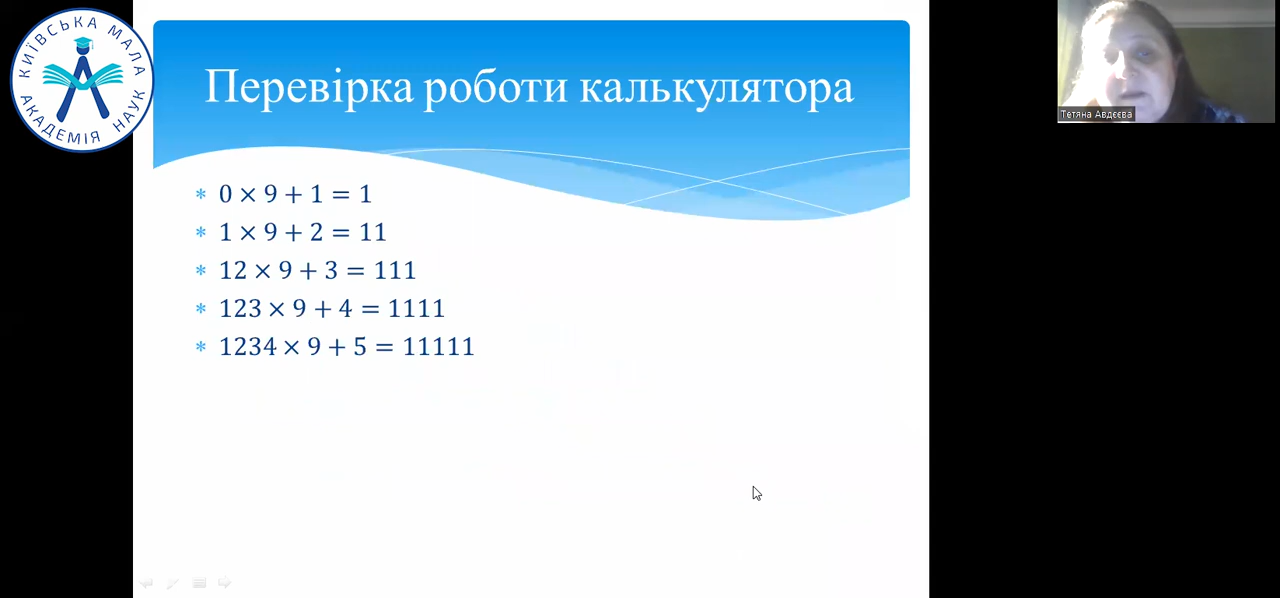 КИЇВСЬКА МАЛА
АКАДЕМІЯ НАУК
Перевірка роботи калькулятора
* 0 × 9 + 1 = 1
* 1 × 9 + 2 = 11
* 12 × 9 + 3 = 111
* 123 × 9 + 4 = 1111
* 1234 × 9 + 5 = 11111
Тетяна Авдєєва